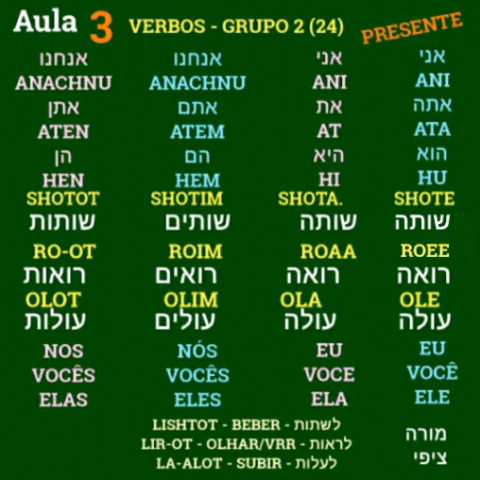 Aula 3 VERBOS - GRUPO 2 (24) PRESENTE
אנחנו אנחנו אני אני
ANACHNU ANACHNU ANI ANI
אתן אתם את אתה
ATEN ATEM AT ATA
הן הם היא הוא
HEN HEM HI HU
SHOTOT SHOTIM SHOTA. SHOTE
שותות שותים שותה שותה
RO-OT ROIM ROAA ROEE
רואות רואים רואה רואה
OLOT OLIM OLA OLE
עולות עולים עולה עולה
NOS NÓS EU EU
VOCÊS VOCÊS VOCE VOCÊ
ELAS ELES ELA ELE
LISHTOT - BEBER - לשתות
LIR-OT - OLHAR/VRR - לראות
LA-ALOT - SUBIR - לעלות
מורה
ציפי